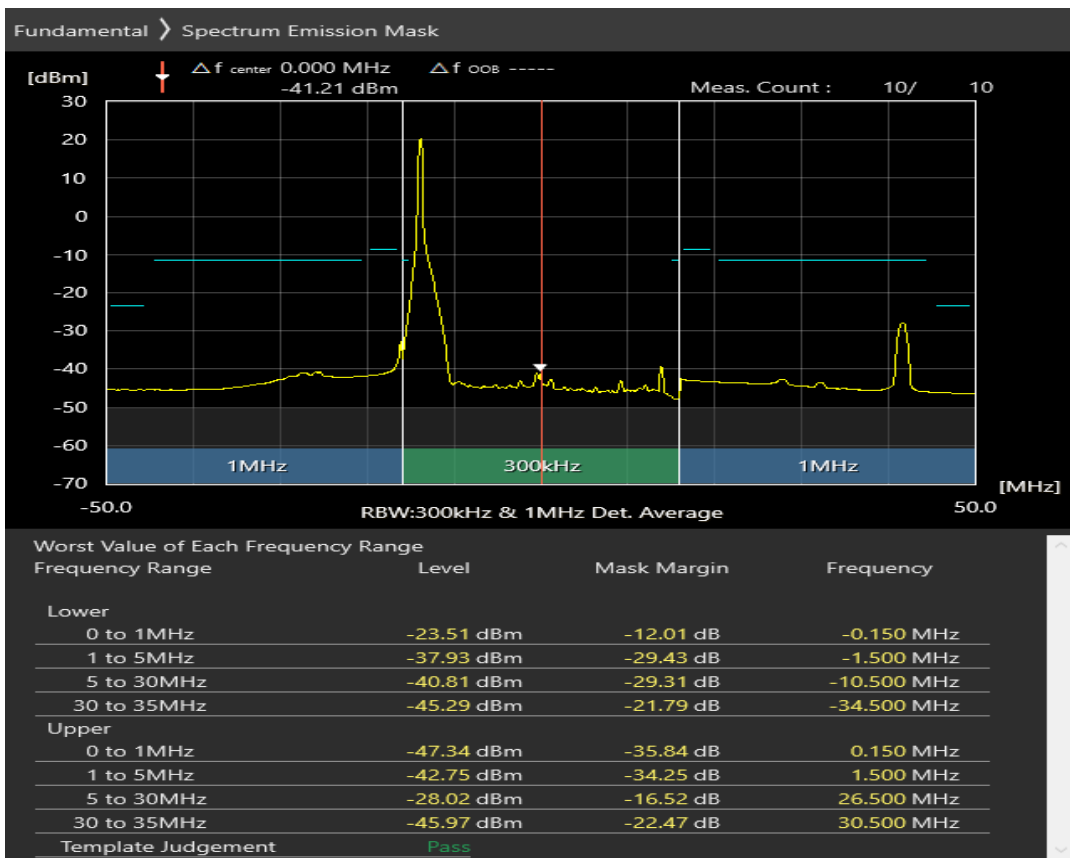 Fundamental 〉 Spectrum Emission Mask
[dBm] △f center 0.000 MHz △f OOB -----
-41.21 dBm Meas. Count : 10/ 10
30
20
10
0
-10
-20
-30
-40
-50
-60
1MHz 300kHz 1MHz
-70
[MHz]
-50.0 RBW:300kHz & 1MHz Det. Average 50.0
Worst Value of Each Frequency Range
Frequency Range Level Mask Margin Frequency
Lower
0 to 1MHz -23.51 dBm -12.01 dB -0.150 MHz
1 to 5MHz -37.93 dBm -29.43 dB -1.500 MHz
5 to 30MHz -40.81 dBm -29.31 dB -10.500 MHz
30 to 35MHz -45.29 dBm -21.79 dB -34.500 MHz
Upper
0 to 1MHz -47.34 dBm -35.84 dB 0.150 MHz
1 to 5MHz -42.75 dBm -34.25 dB 1.500 MHz
5 to 30MHz -28.02 dBm -16.52 dB 26.500 MHz
30 to 35MHz -45.97 dBm -22.47 dB 30.500 MHz
Template Judgement Pass